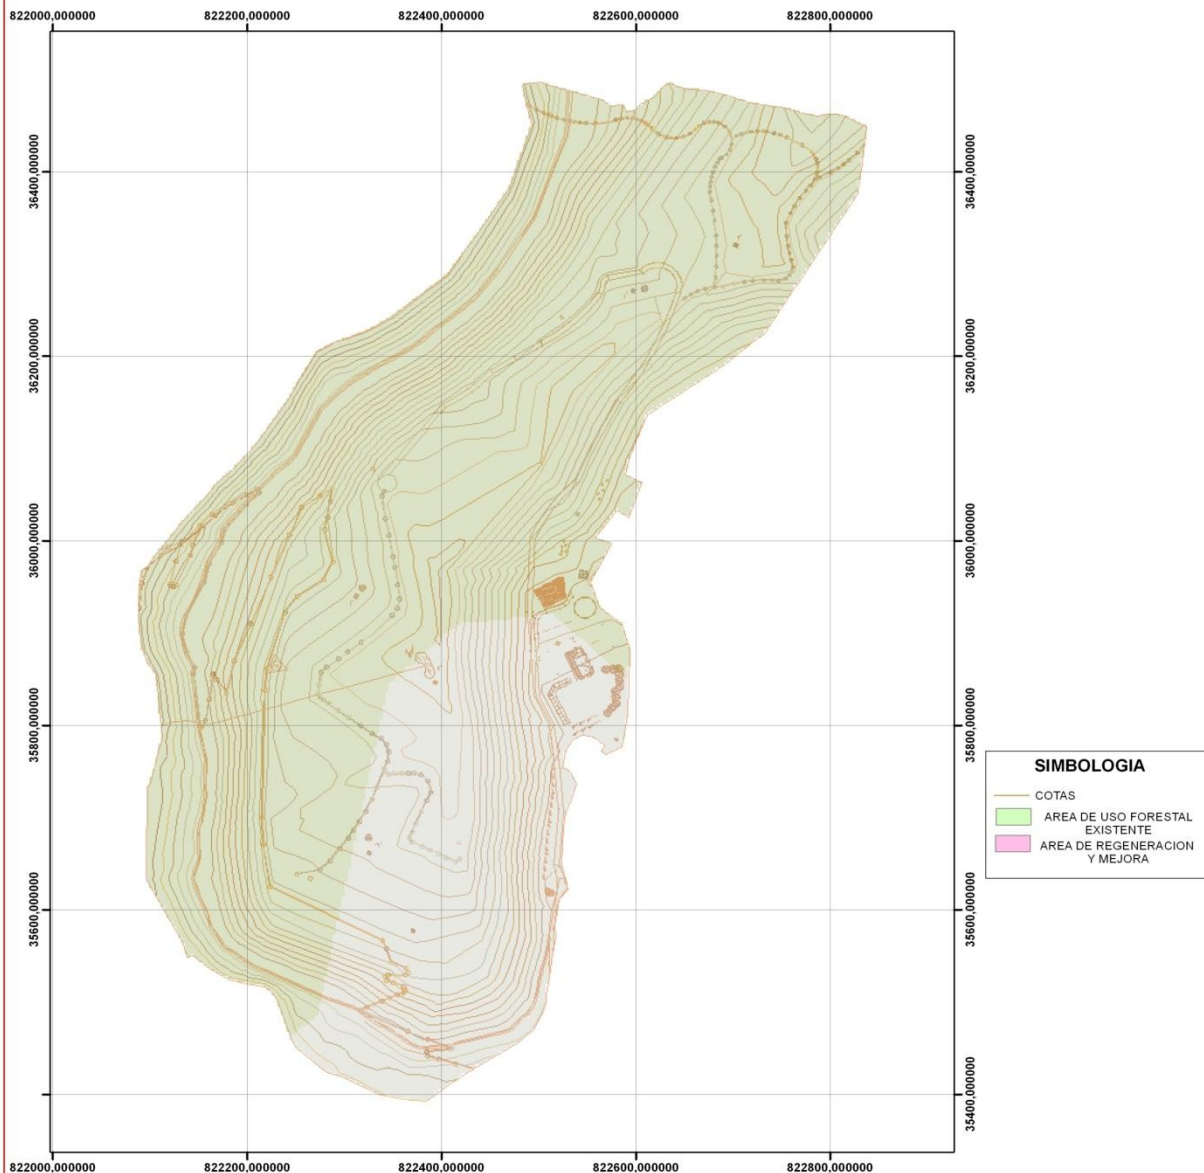 822000,000000 822200,000000 822400,000000 822600,000000 822800,000000
36400,000000 36400,000000
36200,000000 36200,000000
36000,000000 36000,000000
35800,000000 35800,000000
SIMBOLOGIA
COTAS
AREA DE USO FORESTAL
EXISTENTE
AREA DE REGENERACION
Y MEJORA
35600,000000 35600,000000
35400,000000
822000,000000 822200,000000 822400,000000 822600,000000 822800,000000